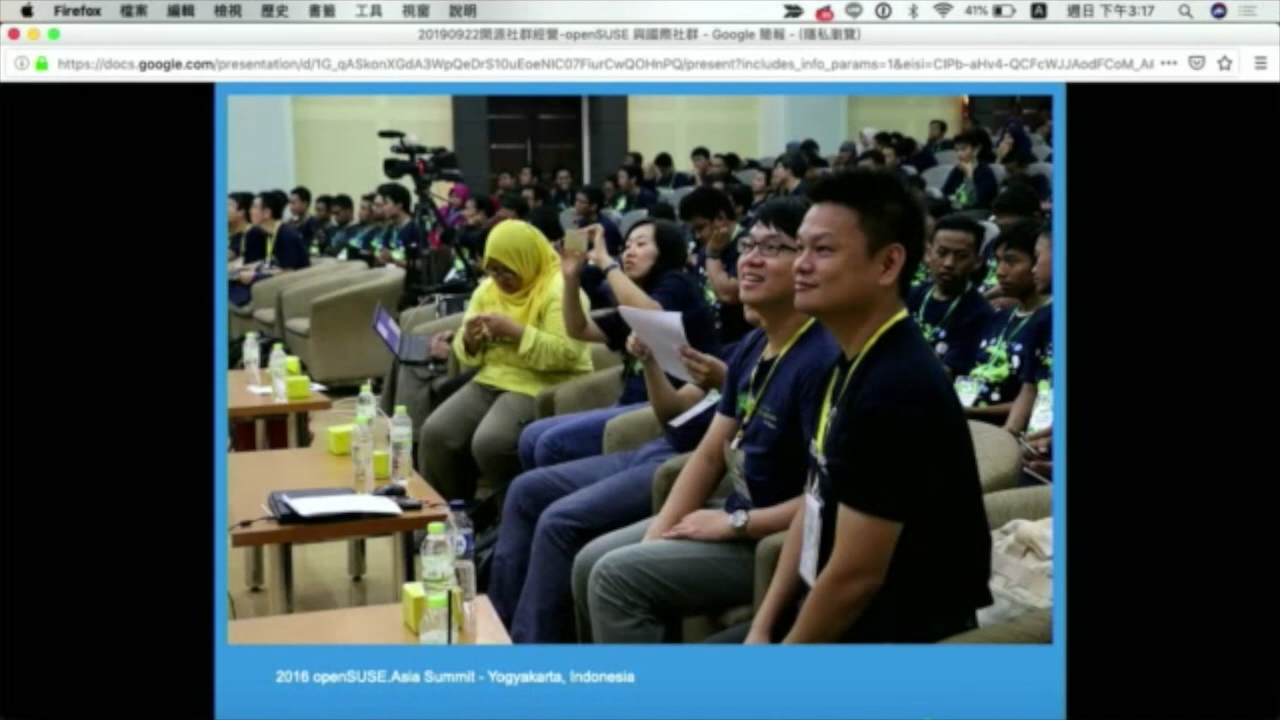 Firefox 檔案 編輯 檢視 歷史 書籤 工具 視窗 說明 41% A 週日 下午3:17
20190922開源社群經營-openSUSE 與國際社群 - Google 簡報 - (隱私瀏覽)
https://docs.google.com/presentation/d/1G_qASkonXGdA3WpQeDrS10uEoeNIC07FiurCwQOHnPQ/present?includes_info_params=1&eisi=CIPb-aHv4-QCFcWJJAodFCoM_A
2016 openSUSE.Asia Summit - Yogyakarta, Indonesia